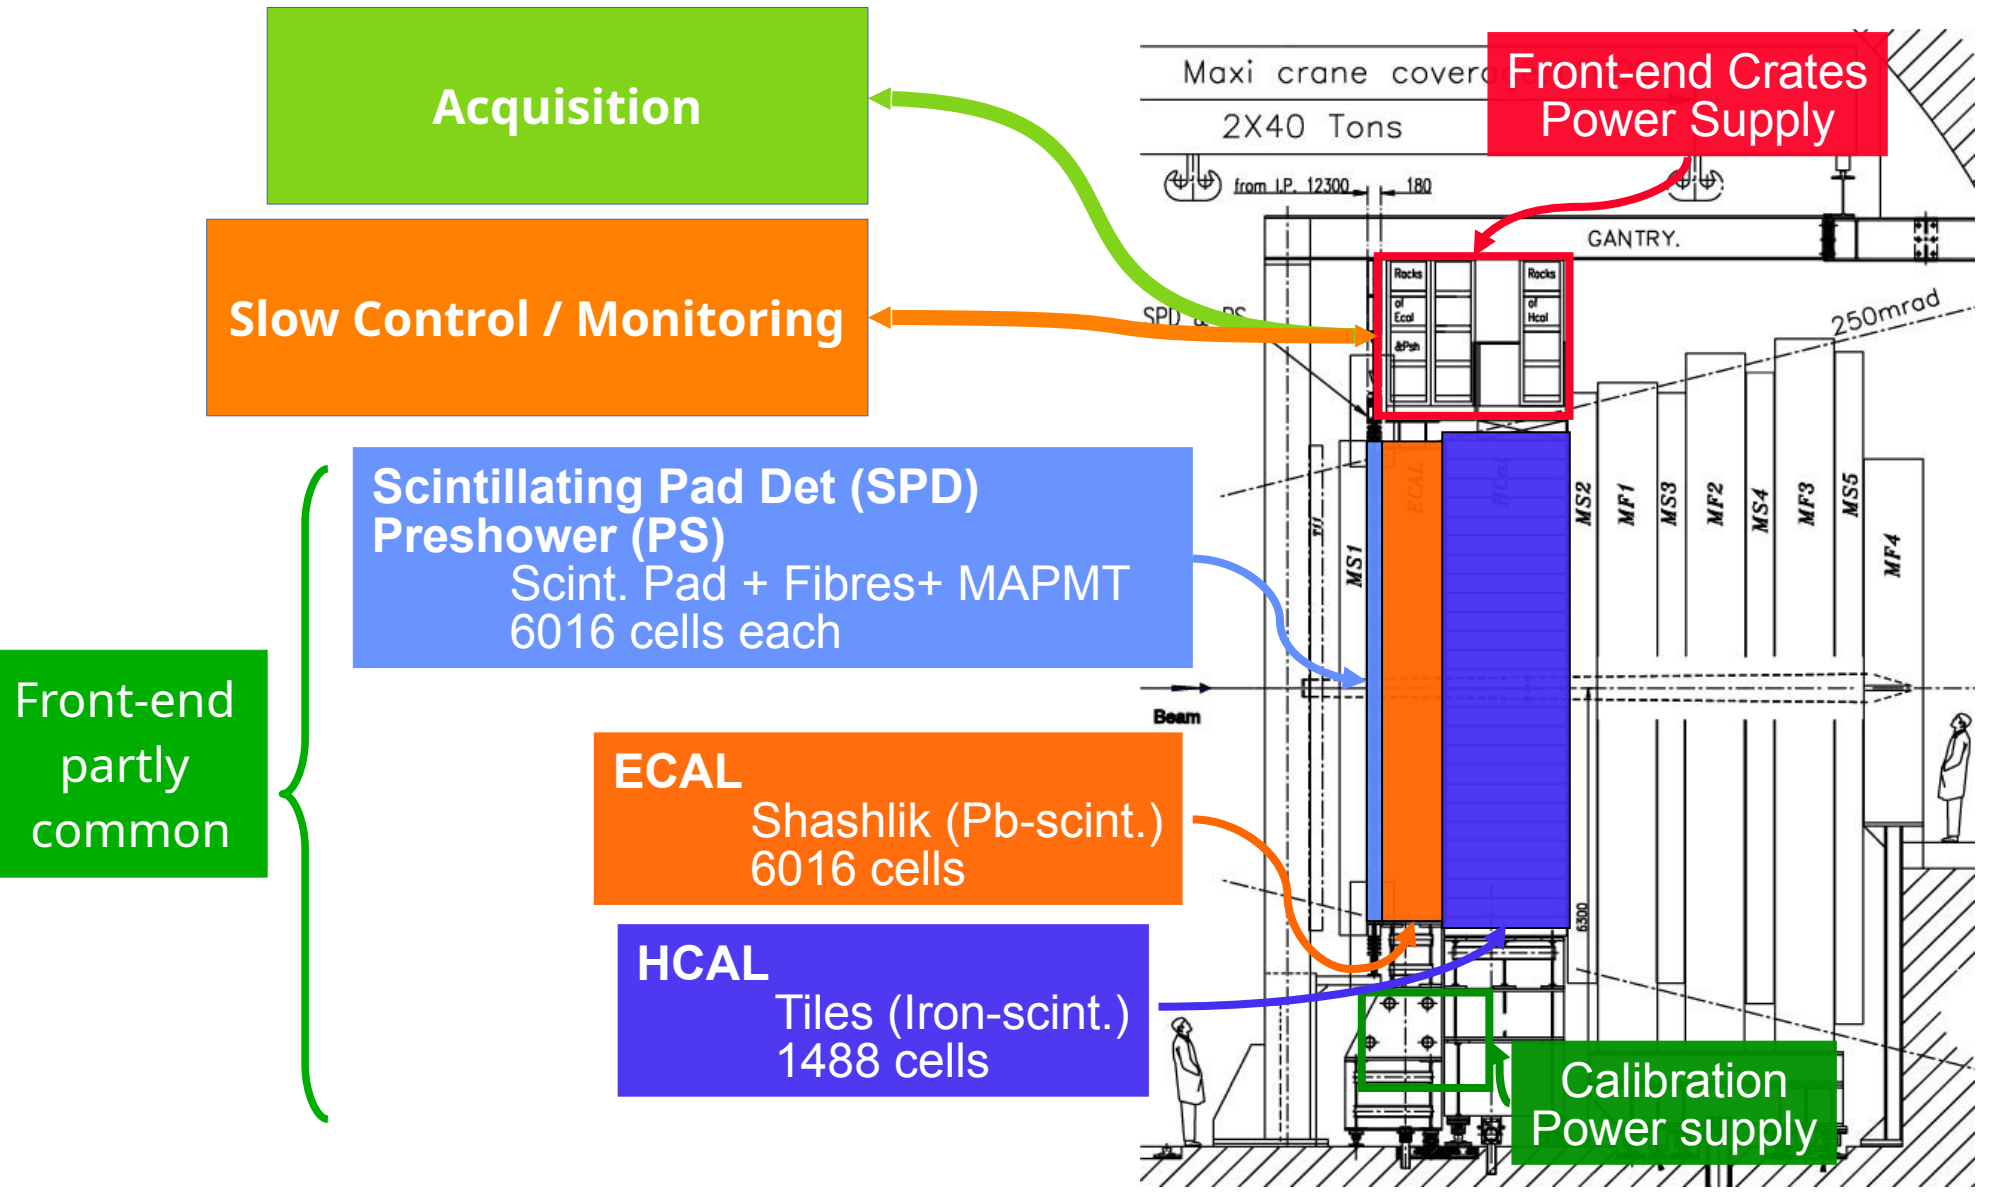 Acquisition
Slow Control / Monitoring
Scintillating Pad Det (SPD)
Preshower (PS)
Scint. Pad + Fibres+ MAPMT
6016 cells each
Front-end
partly
common
ECAL
Shashlik (Pb-scint.)
6016 cells
HCAL
Tiles (Iron-scint.)
1488 cells
Maxi crane
2X40 Tons
Front-end Crates
Power Supply
from I.P. 12300
180
GANTRY.
Racks
of
Ecal
&Psh
Racks
of
Hcal
SPD & PS
250mrad
MS1
ECAL
HCal
MS2
MF1
MS3
MF2
MS4
MF3
MS5
MF4
Beam
6300
Calibration
Power supply